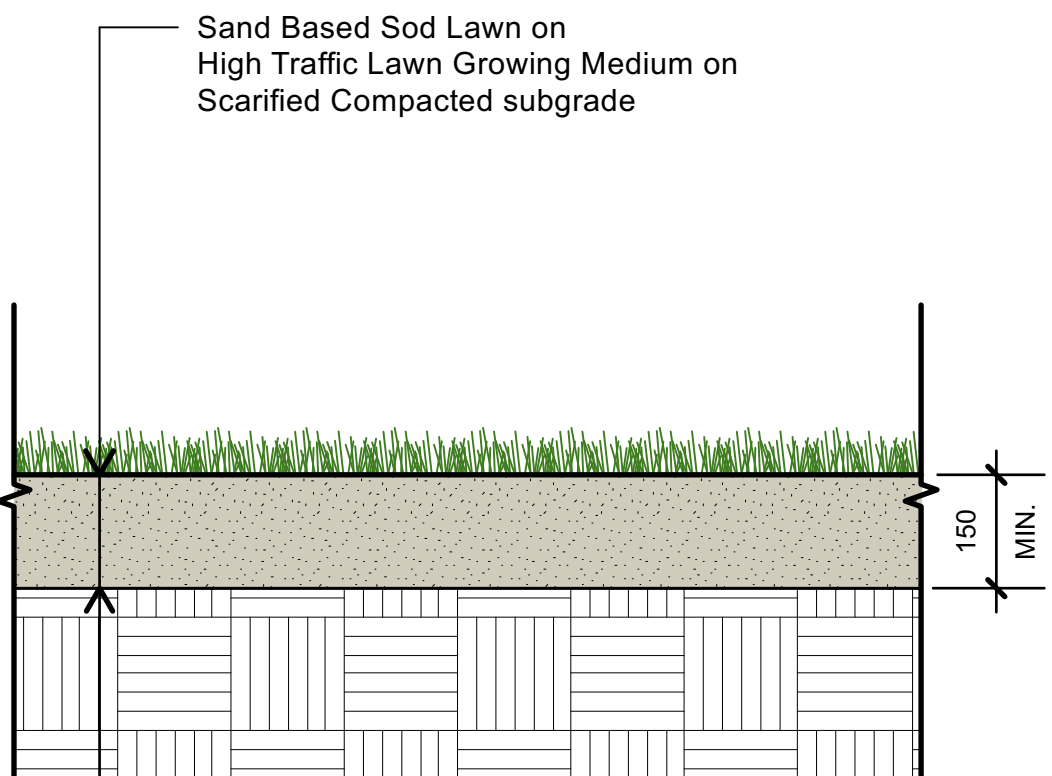 Sand Based Sod Lawn on
High Traffic Lawn Growing Medium on
Scarified Compacted subgrade
150
MIN.